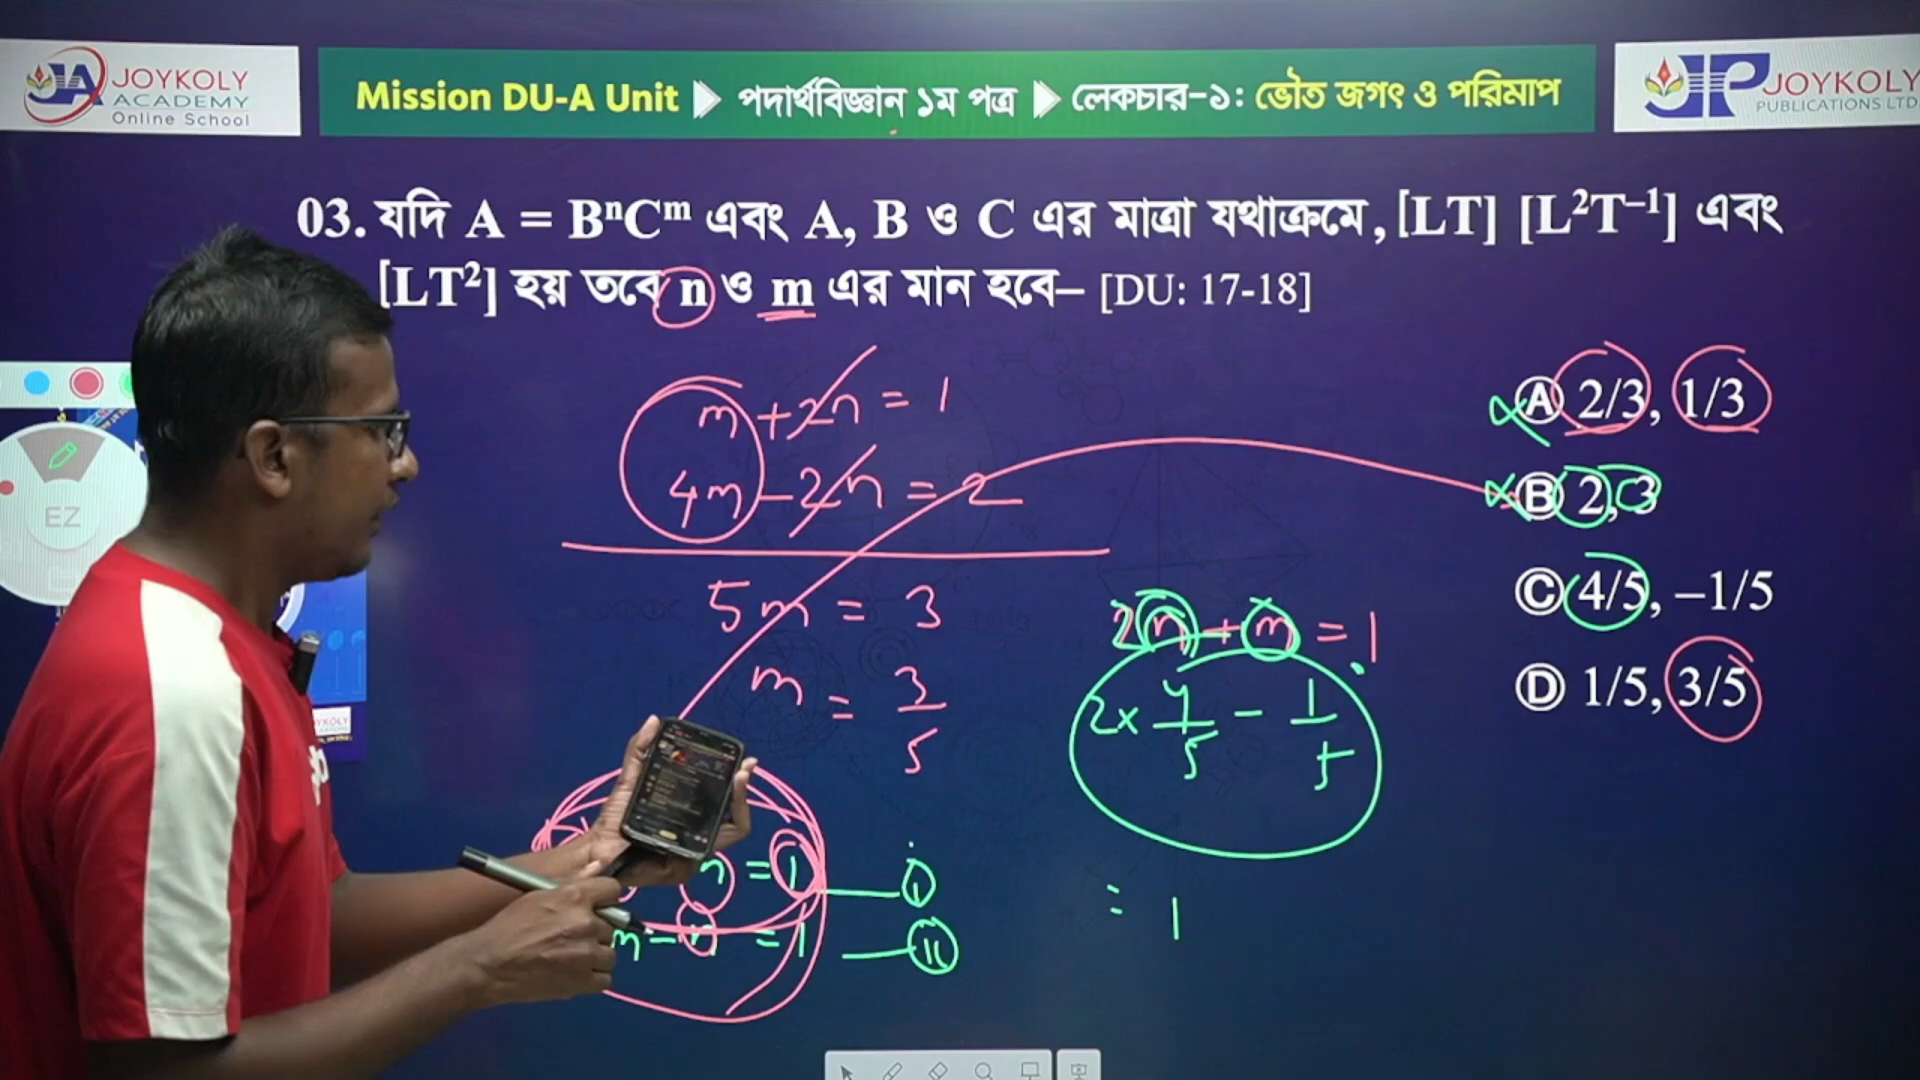 JOYKOLY
ACADEMY
Online School
Mission DU-A Unit পদার্থবিজ্ঞান ১ম পত্র লেকচার-১: ভৌত জগৎ ও পরিমাপ
JOYKOLY
PUBLICATIONS LTD
03. যদি A = BⁿCᵐ এবং A, B ও C এর মাত্রা যথাক্রমে, [LT] [L²T⁻¹] এবং
[LT²] হয় তবে n ও m এর মান হবে– [DU: 17-18]
m + 2n = 1
4m – 2n = 2
5m = 3
m = 3/5
n = 1 i
m – n = 1 ii
2n + m = 1
2 × 4/5 – 1/5
= 1
A 2/3, 1/3
B 2, 3
C 4/5, –1/5
D 1/5, 3/5
EZ